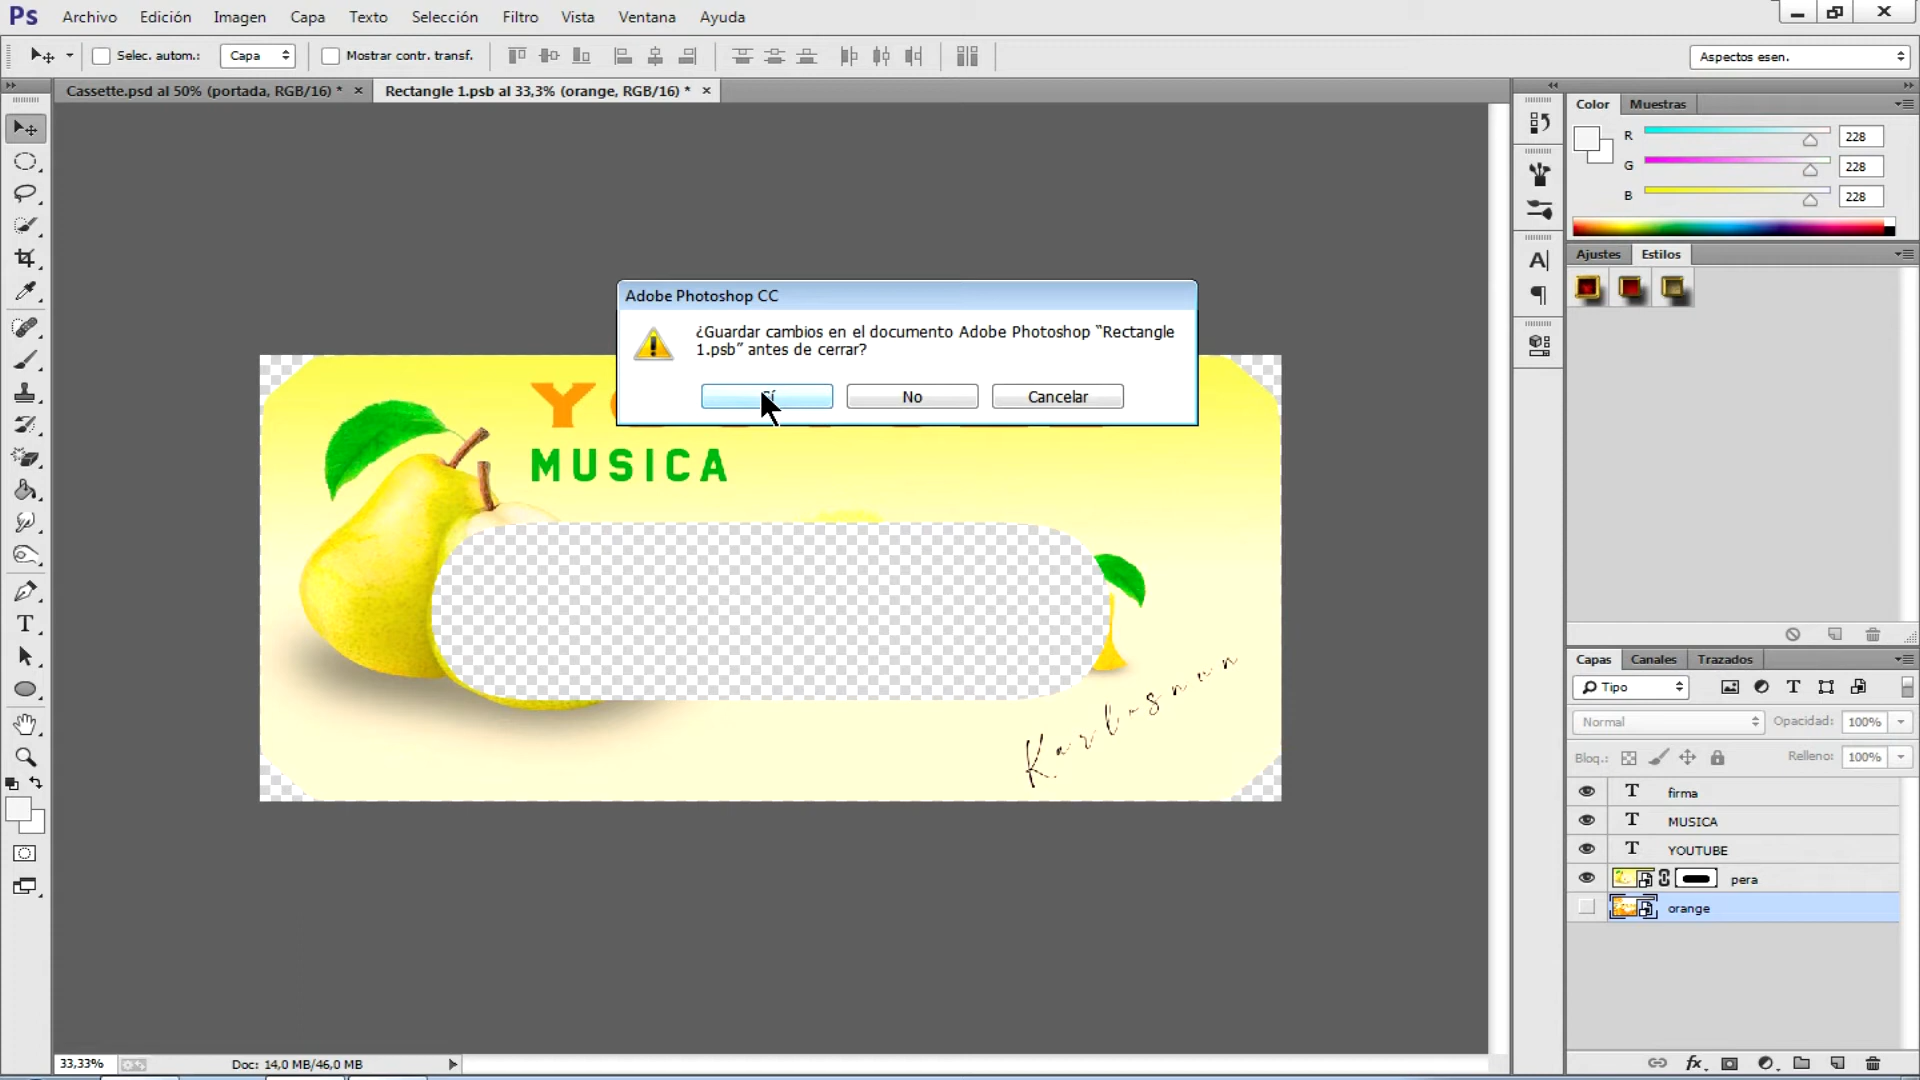 Ps Archivo Edición Imagen Capa Texto Selección Filtro Vista Ventana Ayuda
Selec. autom.: Capa Mostrar contr. transf. Aspectos esen.
Cassette.psd al 50% (portada, RGB/16) * × Rectangle 1.psb al 33,3% (orange, RGB/16) * ×
Color Muestras
R 228
G 228
B 228
Ajustes Estilos
Adobe Photoshop CC
¿Guardar cambios en el documento Adobe Photoshop “Rectangle
1.psb” antes de cerrar?
Sí No Cancelar
MUSICA
Karlosnun
Capas Canales Trazados
Tipo
Normal Opacidad: 100%
Bloq.: Relleno: 100%
T firma
T MUSICA
T YOUTUBE
pera
orange
33,33% Doc: 14,0 MB/46,0 MB